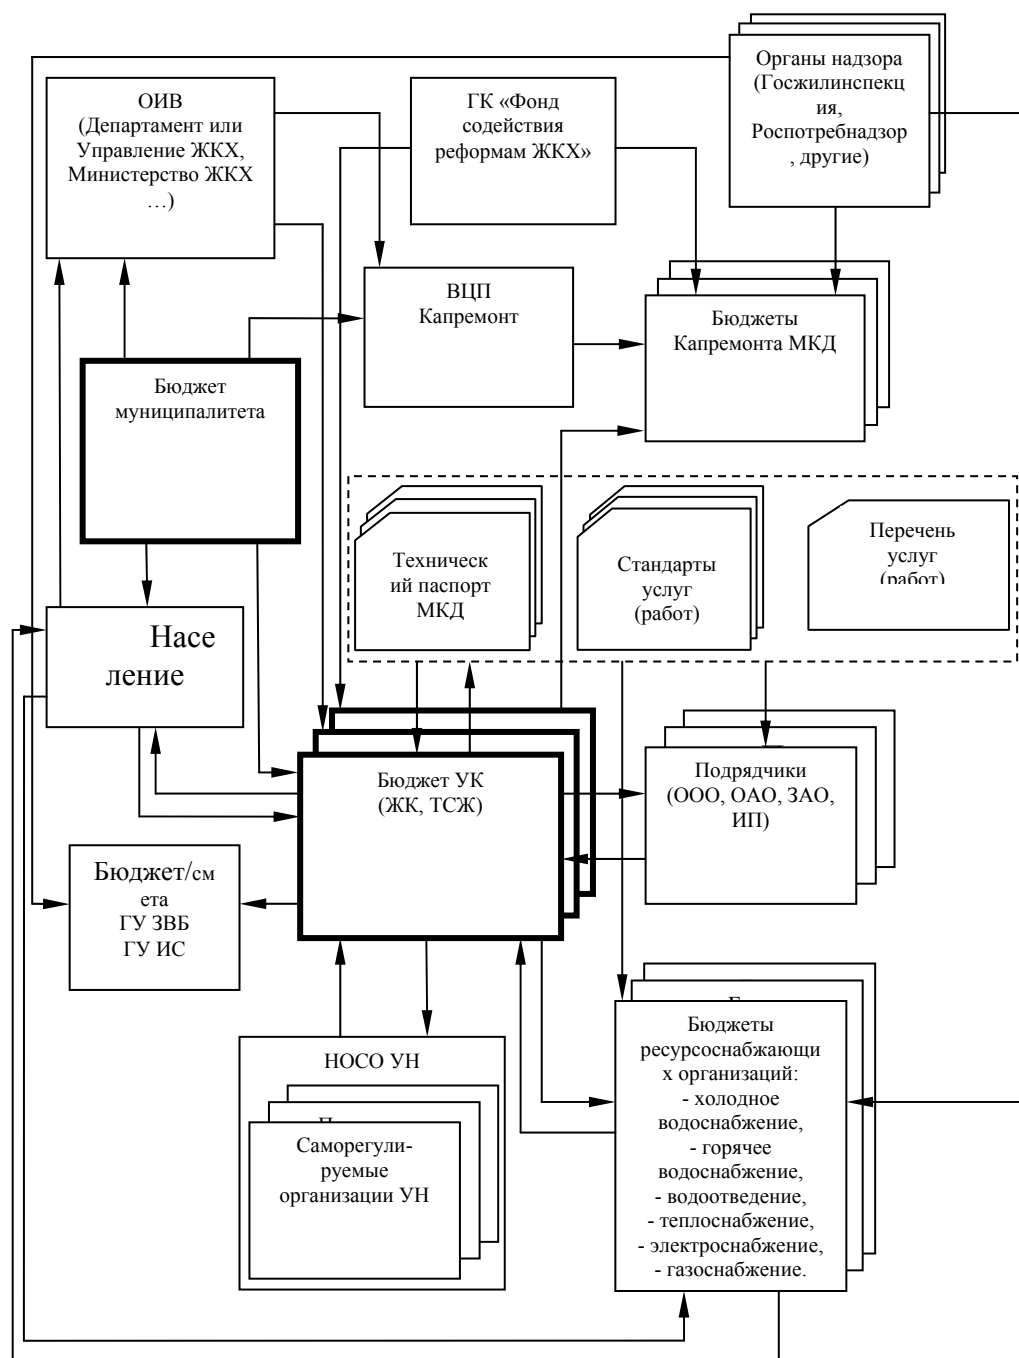 Органы надзора
(Госжилинспекц
ия,
Роспотребнадзор
, другие)
ОИВ
(Департамент или
Управление ЖКХ,
Министерство ЖКХ
…)
ГК «Фонд
содействия
реформам ЖКХ»
ВЦП
Капремонт
Бюджеты
Капремонта МКД
Бюджет
муниципалитета
Техническ
ий паспорт
МКД
Стандарты
услуг
(работ)
Перечень
услуг
(работ)
Насе
ление
Бюджет УК
(ЖК, ТСЖ)
Подрядчики
(ООО, ОАО, ЗАО,
ИП)
Бюджет/см
ета
ГУ ЗВБ
ГУ ИС
НОСО УН
Саморегули-
руемые
организации УН
Бюджеты
ресурсоснабжающи
х организаций:
- холодное
водоснабжение,
- горячее
водоснабжение,
- водоотведение,
- теплоснабжение,
- электроснабжение,
- газоснабжение.